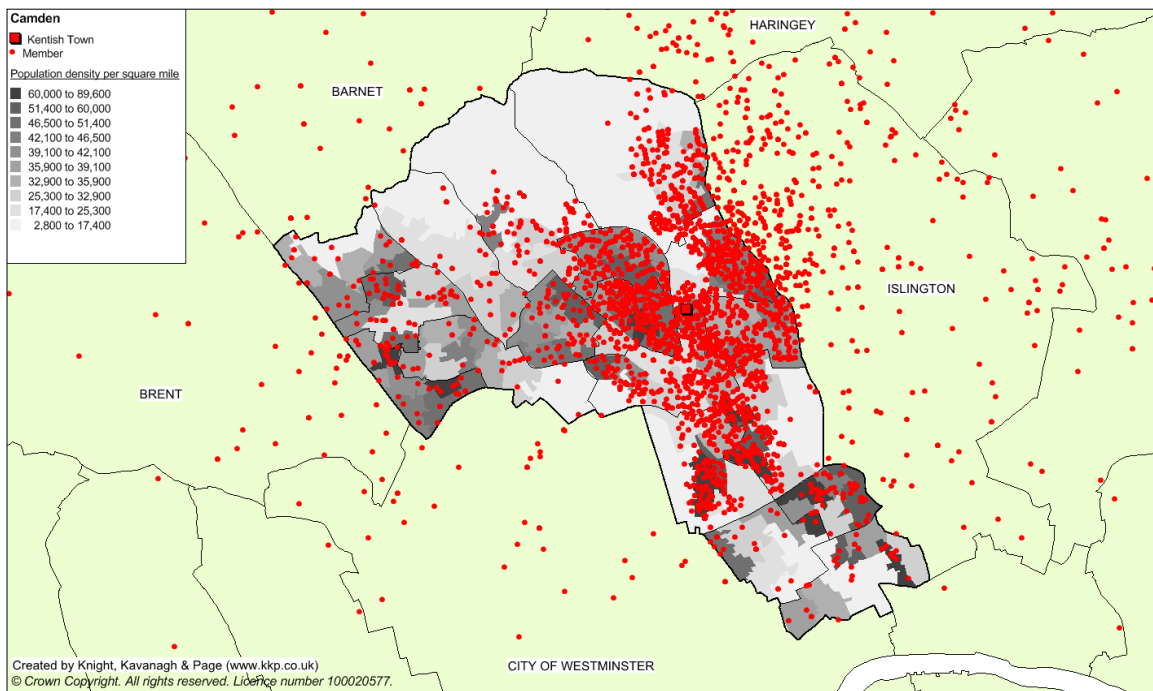 Camden
Kentish Town
Member
Population density per square mile
60,000 to 89,600
51,400 to 60,000
46,500 to 51,400
42,100 to 46,500
39,100 to 42,100
35,900 to 39,100
32,900 to 35,900
25,300 to 32,900
17,400 to 25,300
2,800 to 17,400
HARINGEY
BARNET
ISLINGTON
BRENT
CITY OF WESTMINSTER
Created by Knight, Kavanagh & Page (www.kkp.co.uk)
© Crown Copyright. All rights reserved. Licence number 100020577.